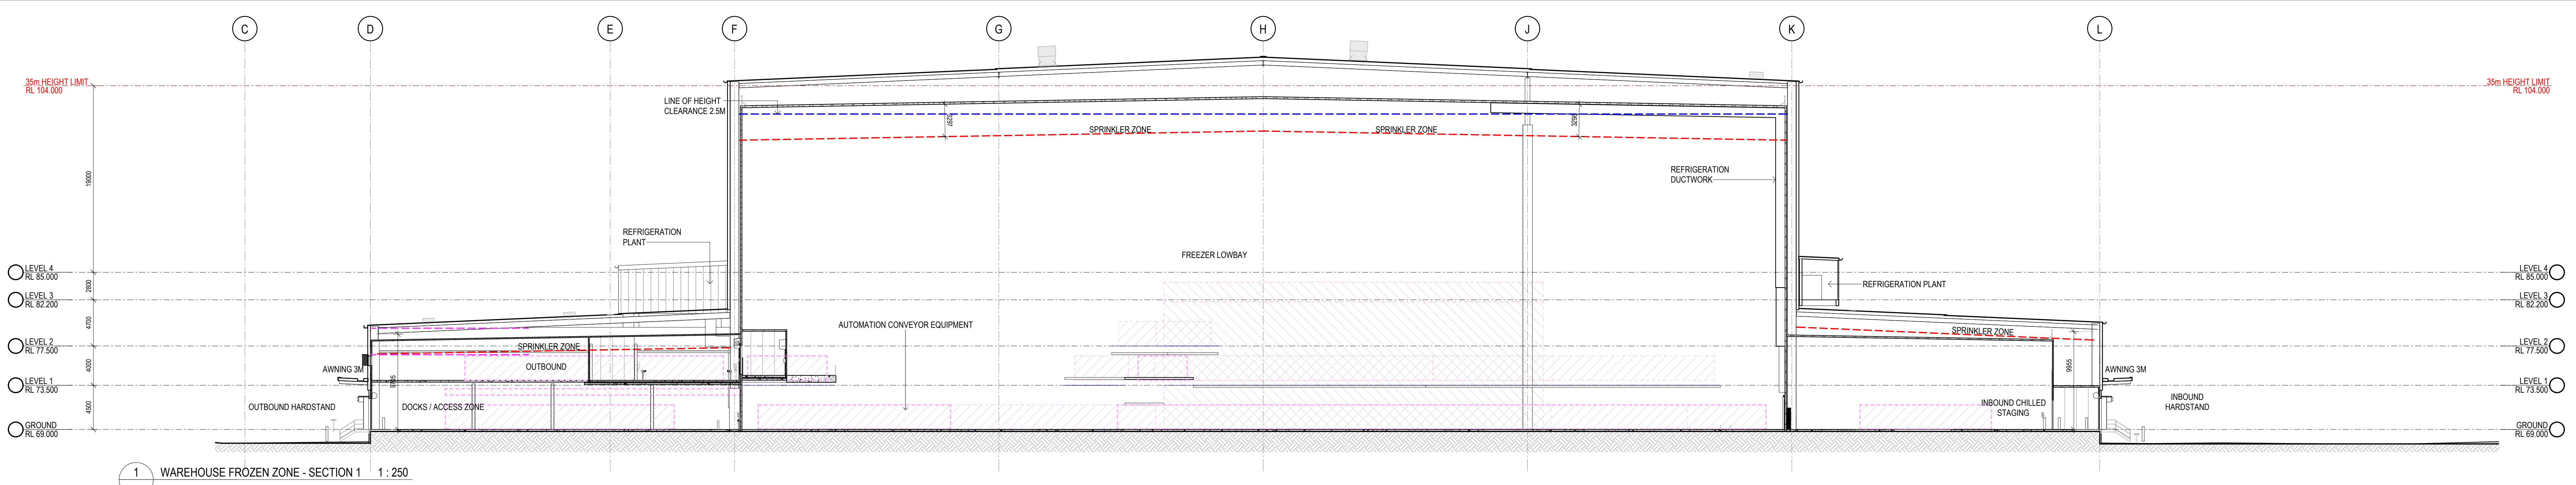 C
D
E
F
G
H
J
K
L
35m HEIGHT LIMIT
RL 104.000
35m HEIGHT LIMIT
RL 104.000
LINE OF HEIGHT
CLEARANCE 2.5M
3297
SPRINKLER ZONE
SPRINKLER ZONE
3298
REFRIGERATION
DUCTWORK
19000
REFRIGERATION
PLANT
FREEZER LOWBAY
LEVEL 4
RL 85.000
LEVEL 4
RL 85.000
2800
REFRIGERATION PLANT
LEVEL 3
RL 82.200
LEVEL 3
RL 82.200
4700
AUTOMATION CONVEYOR EQUIPMENT
SPRINKLER ZONE
LEVEL 2
RL 77.500
SPRINKLER ZONE
LEVEL 2
RL 77.500
4000
AWNING 3M
OUTBOUND
9955
AWNING 3M
LEVEL 1
RL 73.500
LEVEL 1
RL 73.500
4500
OUTBOUND HARDSTAND
DOCKS / ACCESS ZONE
INBOUND CHILLED
STAGING
INBOUND
HARDSTAND
GROUND
RL 69.000
GROUND
RL 69.000
1
WAREHOUSE FROZEN ZONE - SECTION 1
1 : 250